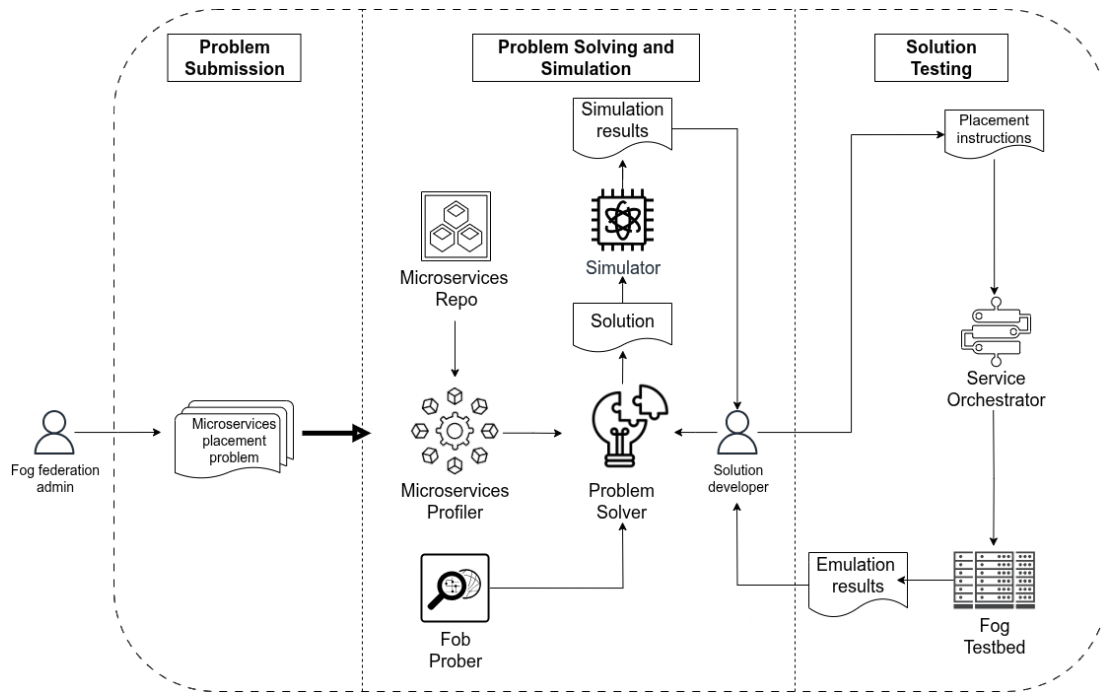 Problem
Submission
Problem Solving and
Simulation
Solution
Testing
Simulation
results
Placement
instructions
Simulator
Microservices
Repo
Solution
Service
Orchestrator
Microservices
placement
problem
Fog federation
admin
Microservices
Profiler
Problem
Solver
Solution
developer
Emulation
results
Fob
Prober
Fog
Testbed